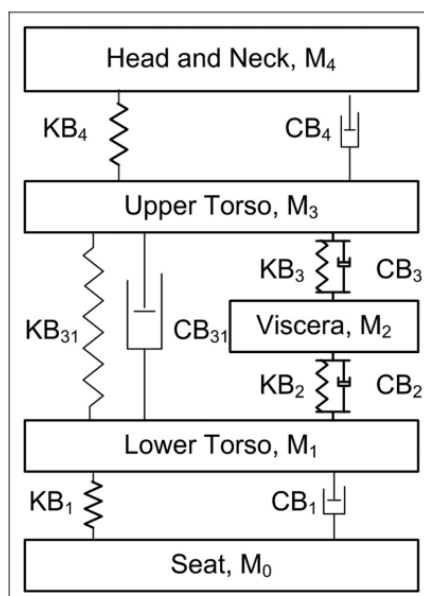 Head and Neck, M₄
KB₄
CB₄
Upper Torso, M₃
KB₃
CB₃
KB₃₁
CB₃₁
Viscera, M₂
KB₂
CB₂
Lower Torso, M₁
KB₁
CB₁
Seat, M₀